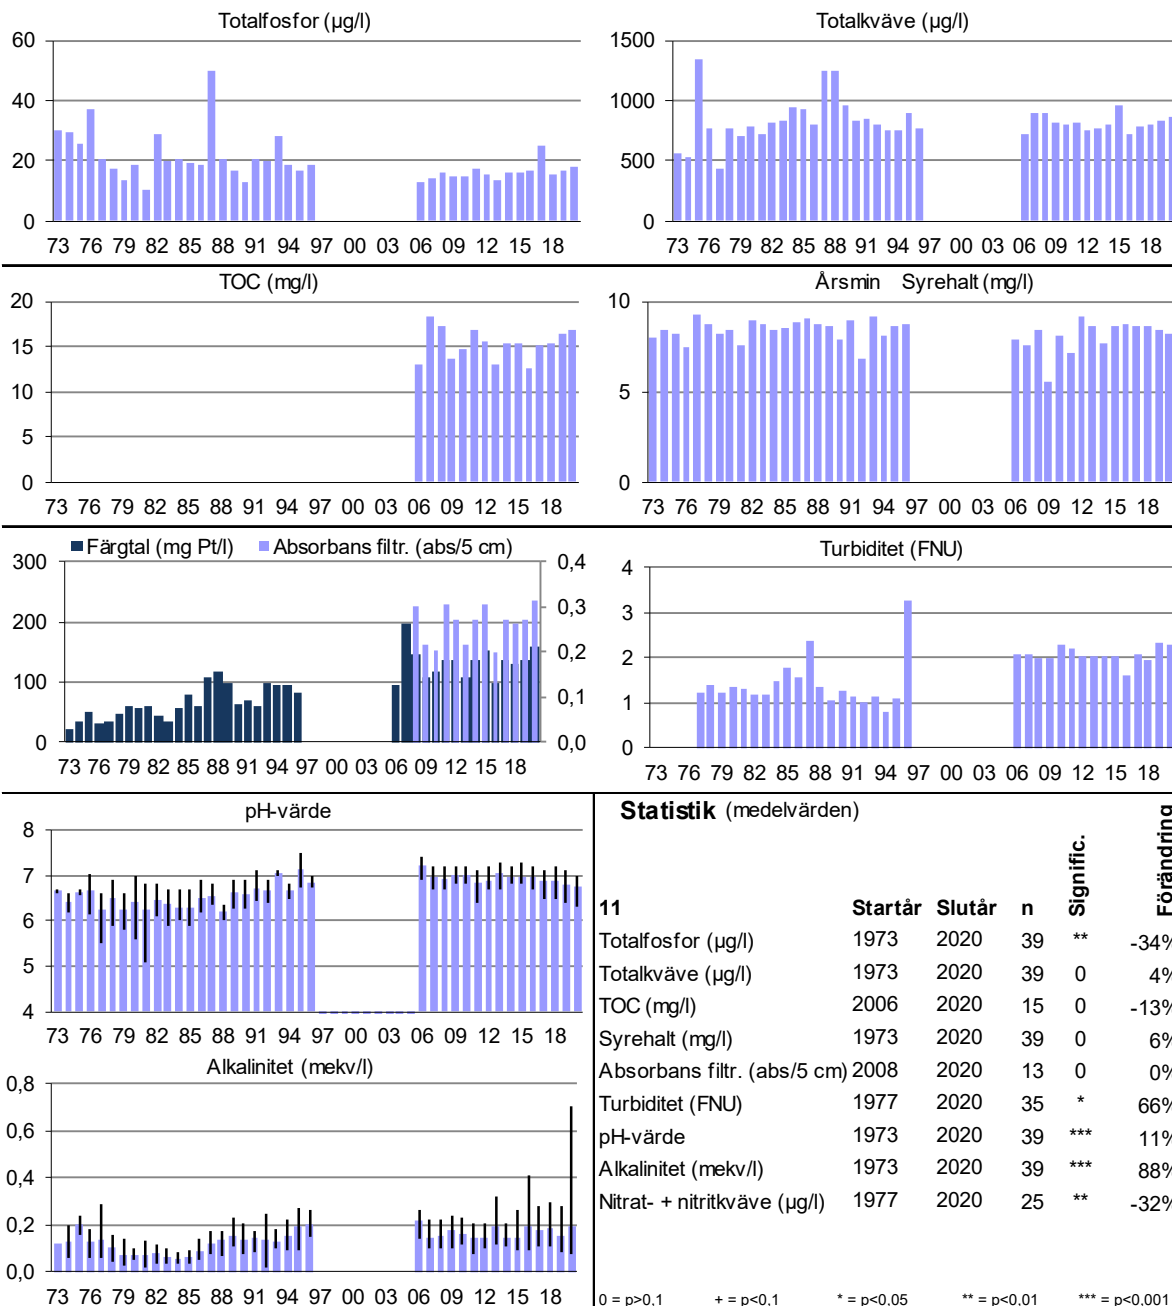 Totalfosfor (µg/l)
60
40
20
0
73 76 79 82 85 88 91 94 97 00 03 06 09 12 15 18
Totalkväve (µg/l)
1500
1000
500
0
73 76 79 82 85 88 91 94 97 00 03 06 09 12 15 18
TOC (mg/l)
20
15
10
5
0
73 76 79 82 85 88 91 94 97 00 03 06 09 12 15 18
Årsmin Syrehalt (mg/l)
10
5
0
73 76 79 82 85 88 91 94 97 00 03 06 09 12 15 18
Färgtal (mg Pt/l) Absorbans filtr. (abs/5 cm)
300 0,4
0,3
200
0,2
100
0,1
0 0,0
73 76 79 82 85 88 91 94 97 00 03 06 09 12 15 18
Turbiditet (FNU)
4
3
2
1
0
73 76 79 82 85 88 91 94 97 00 03 06 09 12 15 18
pH-värde
8
7
6
5
4
73 76 79 82 85 88 91 94 97 00 03 06 09 12 15 18
Alkalinitet (mekv/l)
0,8
0,6
0,4
0,2
0,0
73 76 79 82 85 88 91 94 97 00 03 06 09 12 15 18
Statistik (medelvärden)
11 Startår Slutår n Signific. Förändring
Totalfosfor (µg/l) 1973 2020 39 ** -34%
Totalkväve (µg/l) 1973 2020 39 0 4%
TOC (mg/l) 2006 2020 15 0 -13%
Syrehalt (mg/l) 1973 2020 39 0 6%
Absorbans filtr. (abs/5 cm) 2008 2020 13 0 0%
Turbiditet (FNU) 1977 2020 35 * 66%
pH-värde 1973 2020 39 *** 11%
Alkalinitet (mekv/l) 1973 2020 39 *** 88%
Nitrat- + nitritkväve (µg/l) 1977 2020 25 ** -32%
0 = p>0,1 + = p<0,1 * = p<0,05 ** = p<0,01 *** = p<0.001